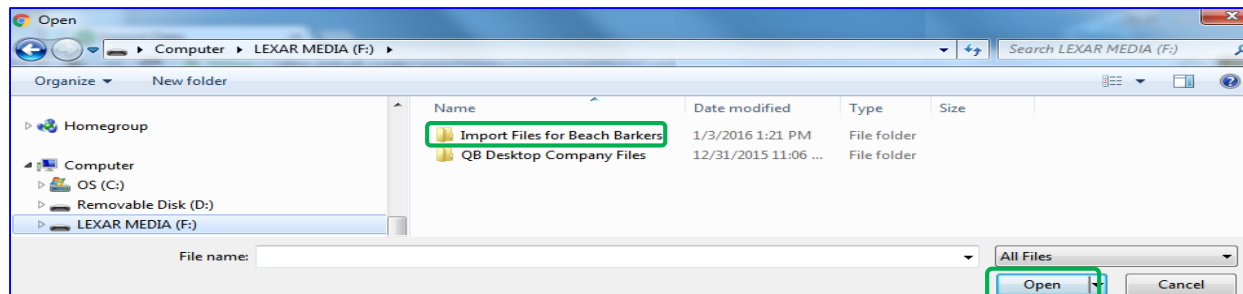 Open
Computer LEXAR MEDIA (F:)
Search LEXAR MEDIA (F:)
Organize New folder
Name Date modified Type Size
Homegroup
Import Files for Beach Barkers 1/3/2016 1:21 PM File folder
QB Desktop Company Files 12/31/2015 11:06 ... File folder
Computer
OS (C:)
Removable Disk (D:)
LEXAR MEDIA (F:)
File name: All Files
Open Cancel